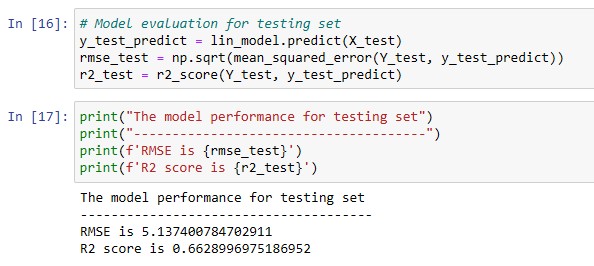 In [16]: # Model evaluation for testing set
y_test_predict = lin_model.predict(X_test)
rmse_test = np.sqrt(mean_squared_error(Y_test, y_test_predict))
r2_test = r2_score(Y_test, y_test_predict)
In [17]: print("The model performance for testing set")
print("--------------------------------------")
print(f'RMSE is {rmse_test}')
print(f'R2 score is {r2_test}')
The model performance for testing set
--------------------------------------
RMSE is 5.137400784702911
R2 score is 0.6628996975186952